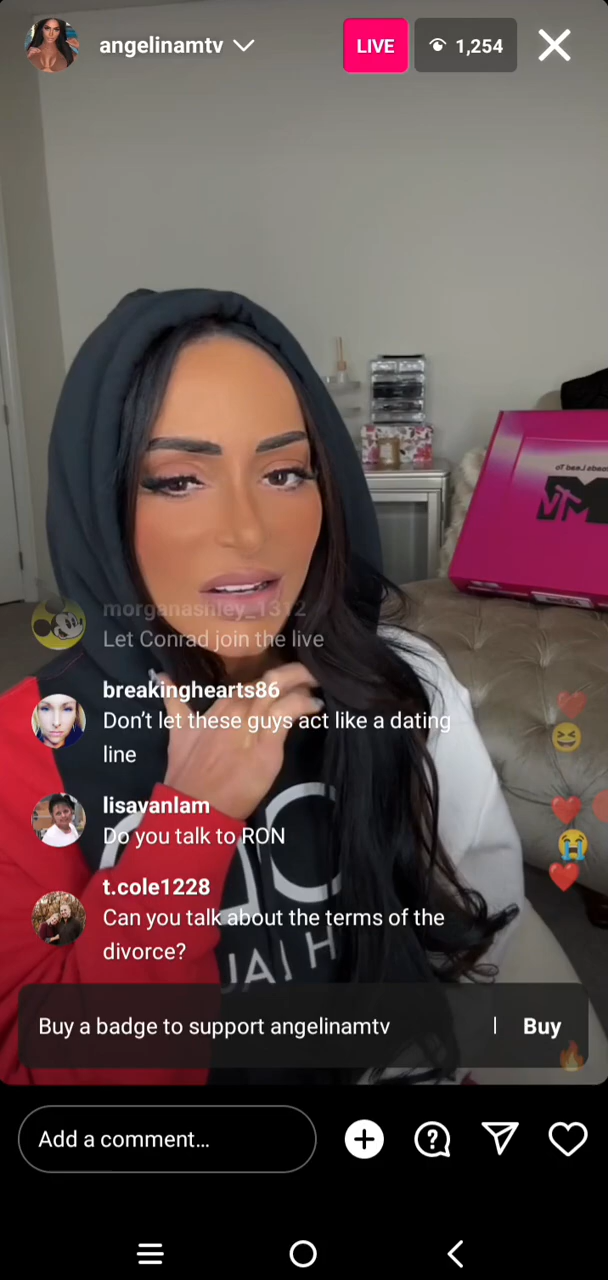 angelinamtv
LIVE
1,254
morganashley_1312
Let Conrad join the live
breakinghearts86
Don’t let these guys act like a dating
line
lisavanlam
Do you talk to RON
t.cole1228
Can you talk about the terms of the
divorce?
Buy a badge to support angelinamtv
Buy
Add a comment…